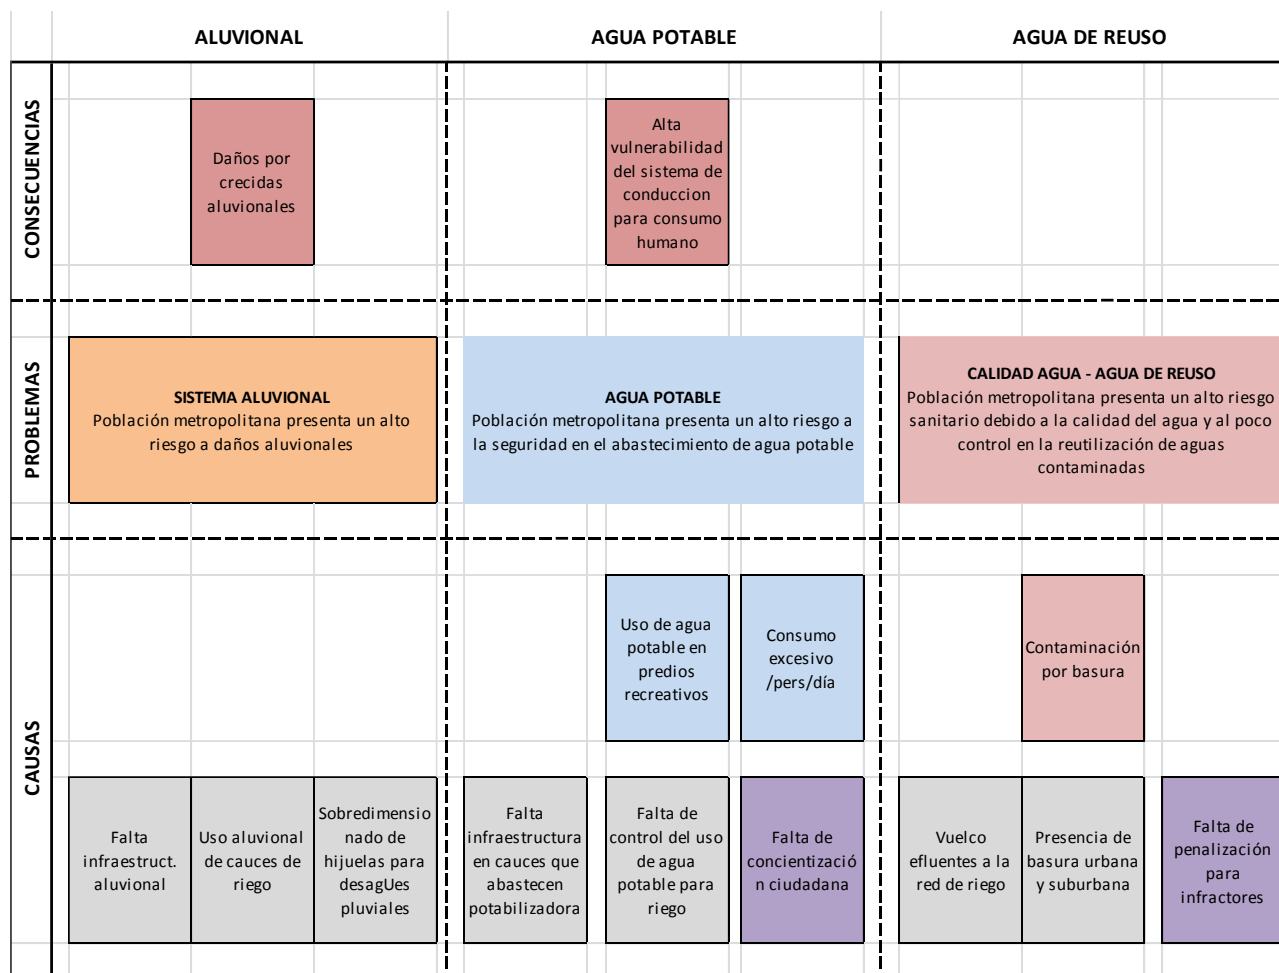 ALUVIONAL
AGUA POTABLE
AGUA DE REUSO
CONSECUENCIAS
Daños por
crecidas
aluvionales
Alta
vulnerabilidad
del sistema de
conduccion
para consumo
humano
PROBLEMAS
SISTEMA ALUVIONAL
Población metropolitana presenta un alto
riesgo a daños aluvionales
AGUA POTABLE
Población metropolitana presenta un alto riesgo a
la seguridad en el abastecimiento de agua potable
CALIDAD AGUA - AGUA DE REUSO
Población metropolitana presenta un alto riesgo
sanitario debido a la calidad del agua y al poco
control en la reutilización de aguas
contaminadas
CAUSAS
Uso de agua
potable en
predios
recreativos
Consumo
excesivo
/pers/día
Contaminación
por basura
Falta
infraestruct.
aluvional
Uso aluvional
de cauces de
riego
Sobredimensio
nado de
hijuelas para
desagUes
pluviales
Falta
infraestructura
en cauces que
abastecen
potabilizadora
Falta de
control del uso
de agua
potable para
riego
Falta de
concientizació
n ciudadana
Vuelco
efluentes a la
red de riego
Presencia de
basura urbana
y suburbana
Falta de
penalización
para
infractores